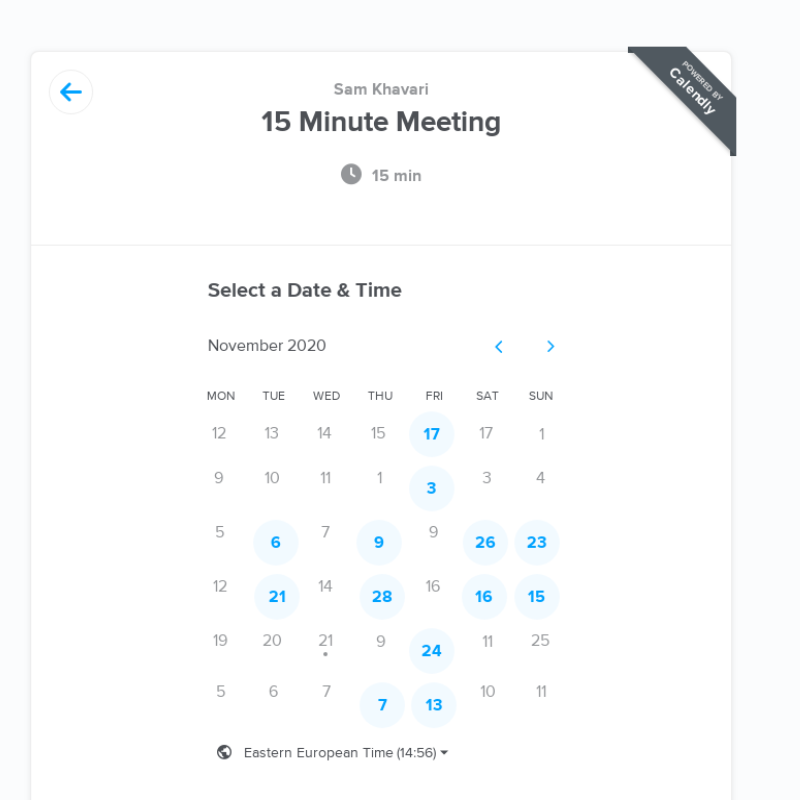 POWERED BY
Calendly
Sam Khavari
15 Minute Meeting
15 min
Select a Date & Time
November 2020
MON TUE WED THU FRI SAT SUN
12 13 14 15 17 17 1
9 10 11 1 3 3 4
5 6 7 9 9 26 23
12 21 14 28 16 16 15
19 20 21 9 24 11 25
5 6 7 7 13 10 11
Eastern European Time (14:56)